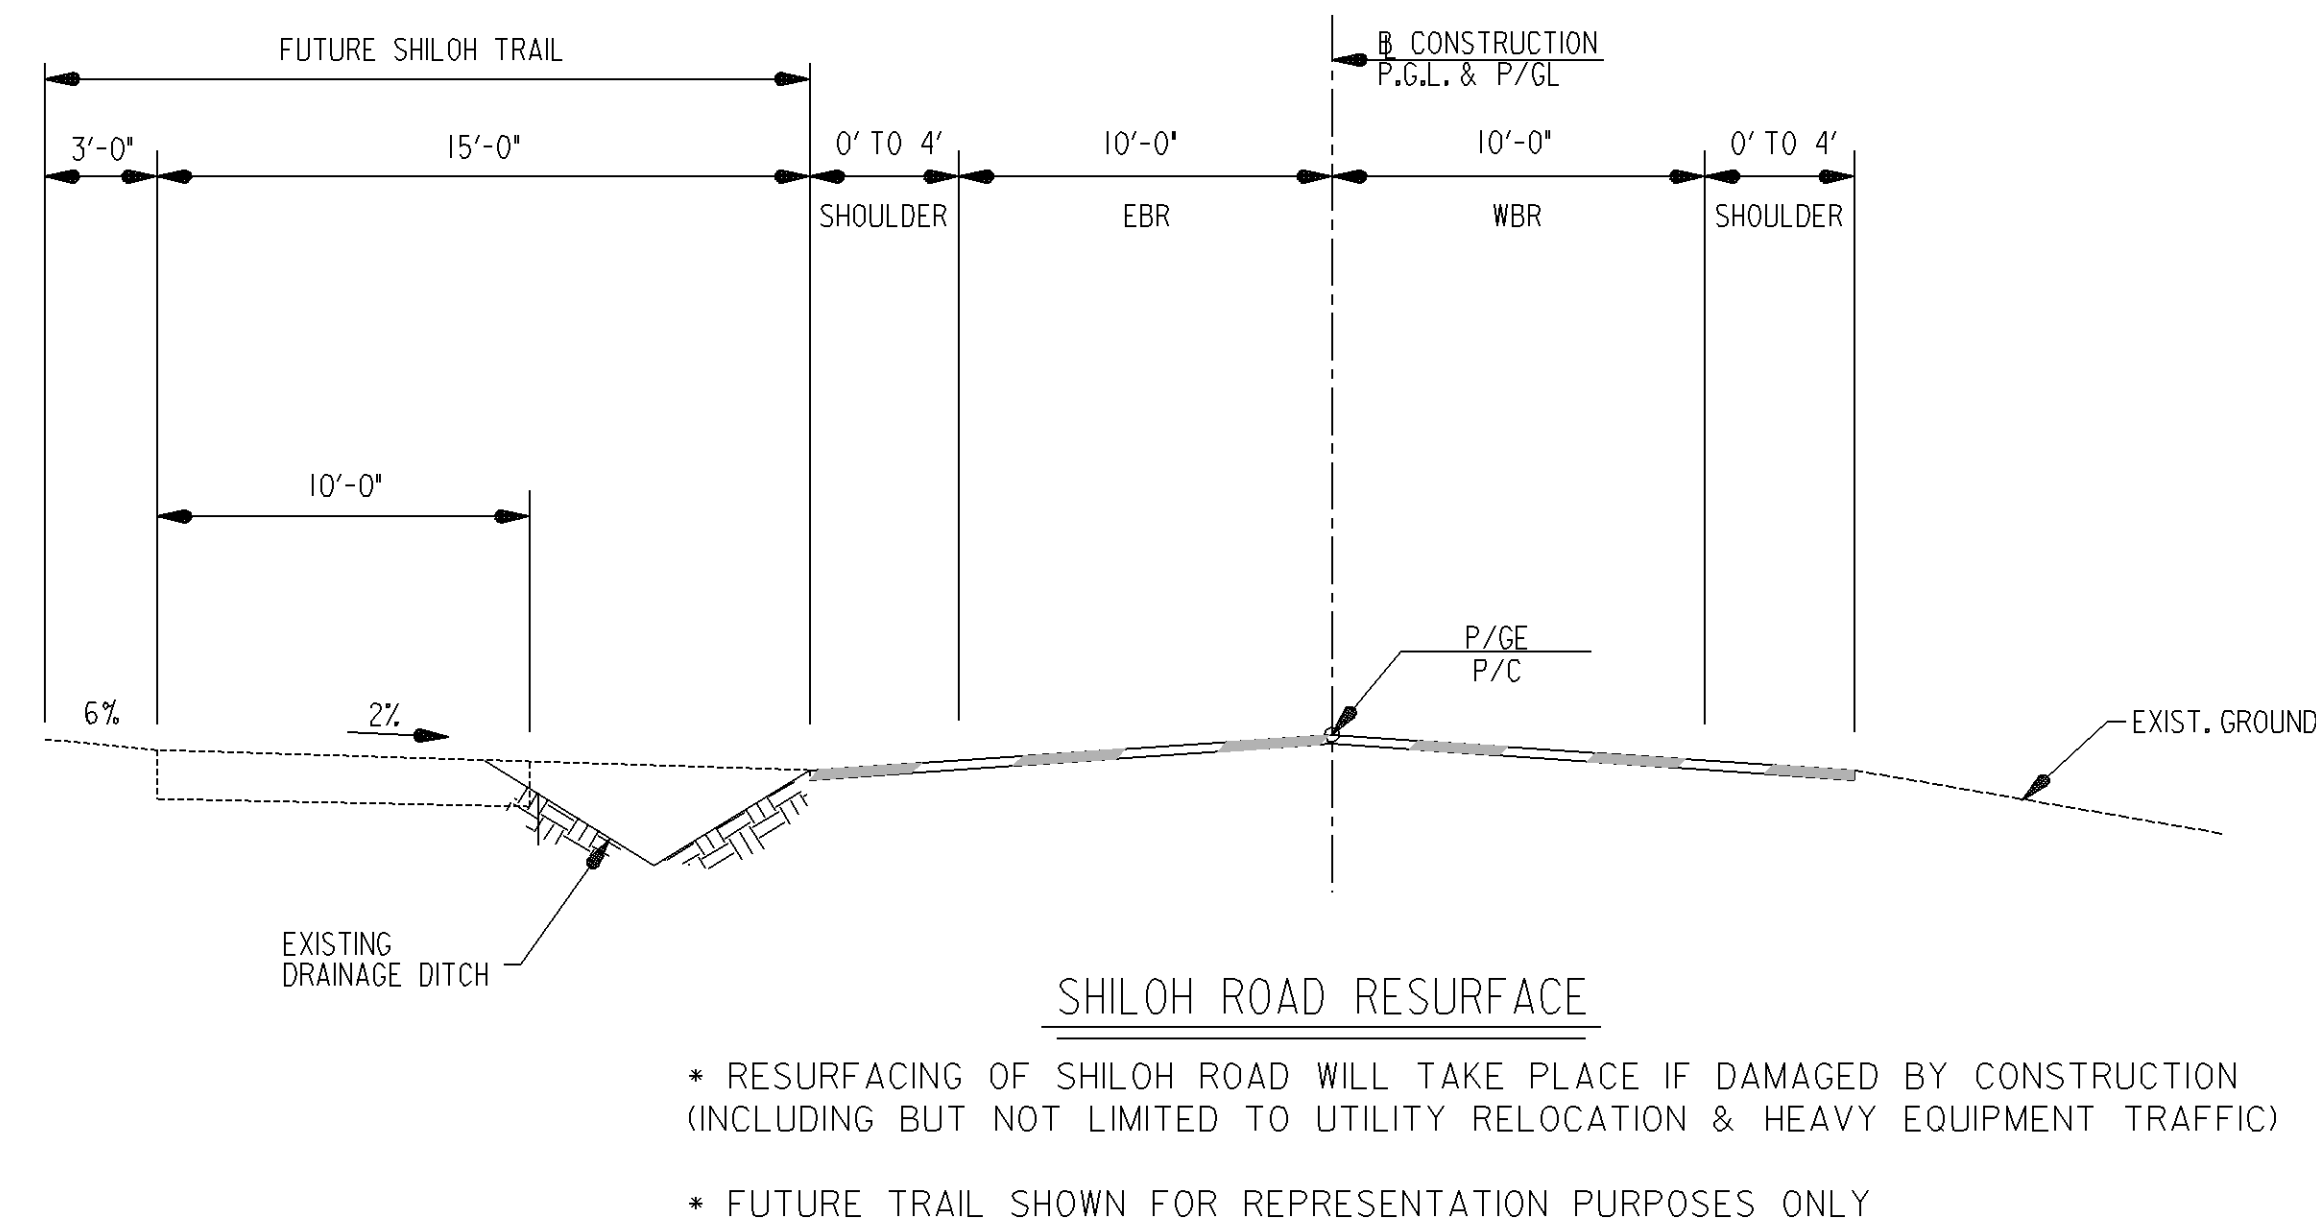 FUTURE SHILOH TRAIL
℄ CONSTRUCTION
P.G.L. & P/GL
3'-0"
15'-0"
0' TO 4'
10'-0"
10'-0"
0' TO 4'
SHOULDER
EBR
WBR
SHOULDER
10'-0"
P/GE
P/C
6%
2%
EXIST. GROUND
EXISTING
DRAINAGE DITCH
SHILOH ROAD RESURFACE
* RESURFACING OF SHILOH ROAD WILL TAKE PLACE IF DAMAGED BY CONSTRUCTION
(INCLUDING BUT NOT LIMITED TO UTILITY RELOCATION & HEAVY EQUIPMENT TRAFFIC)
* FUTURE TRAIL SHOWN FOR REPRESENTATION PURPOSES ONLY